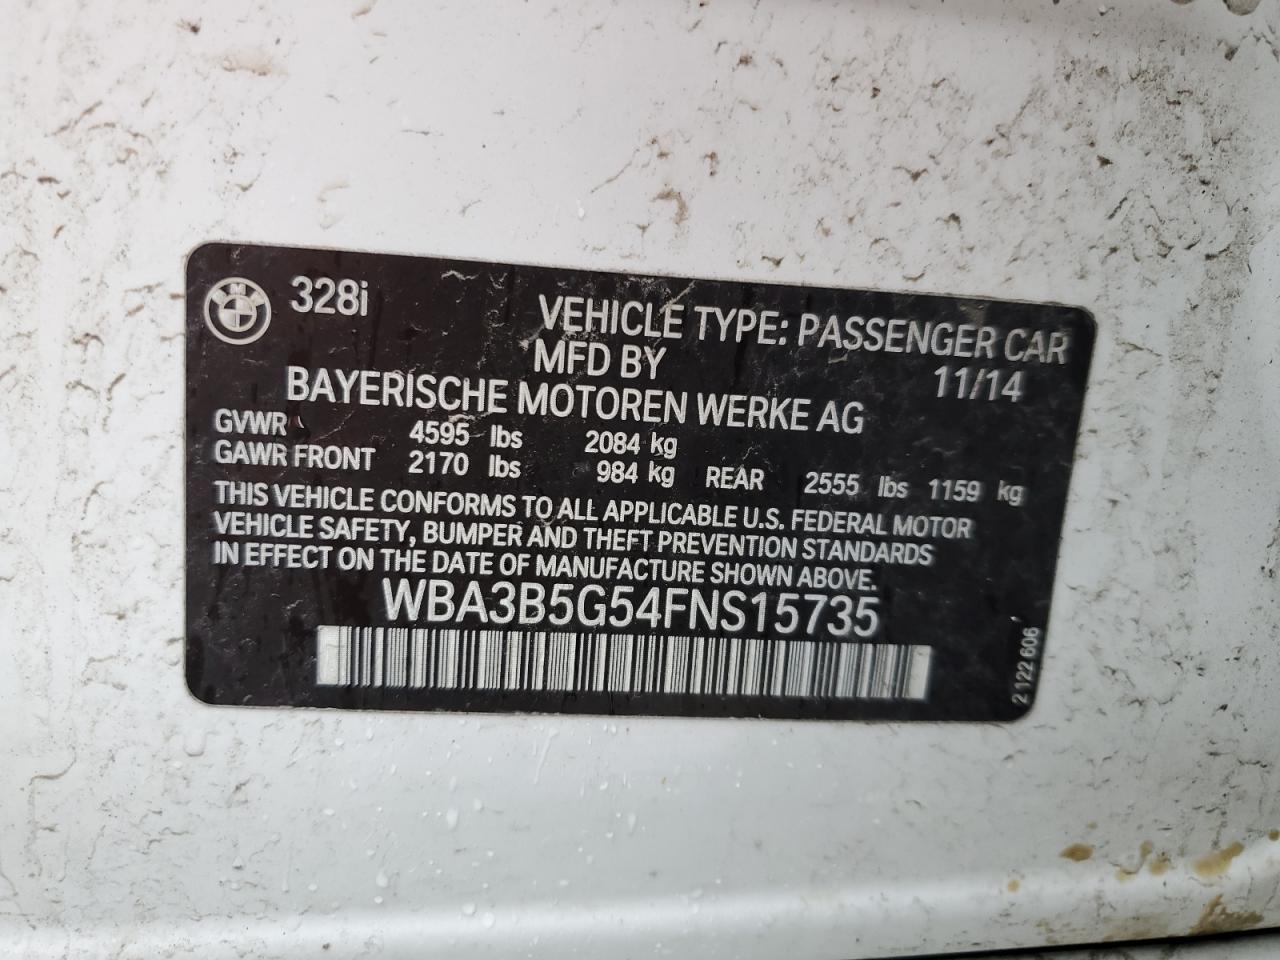 BMW 328i
VEHICLE TYPE: PASSENGER CAR
MFD BY
11/14
BAYERISCHE MOTOREN WERKE AG
GVWR 4595 lbs 2084 kg
GAWR FRONT 2170 lbs 984 kg REAR 2555 lbs 1159 kg
THIS VEHICLE CONFORMS TO ALL APPLICABLE U.S. FEDERAL MOTOR
VEHICLE SAFETY, BUMPER AND THEFT PREVENTION STANDARDS
IN EFFECT ON THE DATE OF MANUFACTURE SHOWN ABOVE.
WBA3B5G54FNS15735
2 122 606